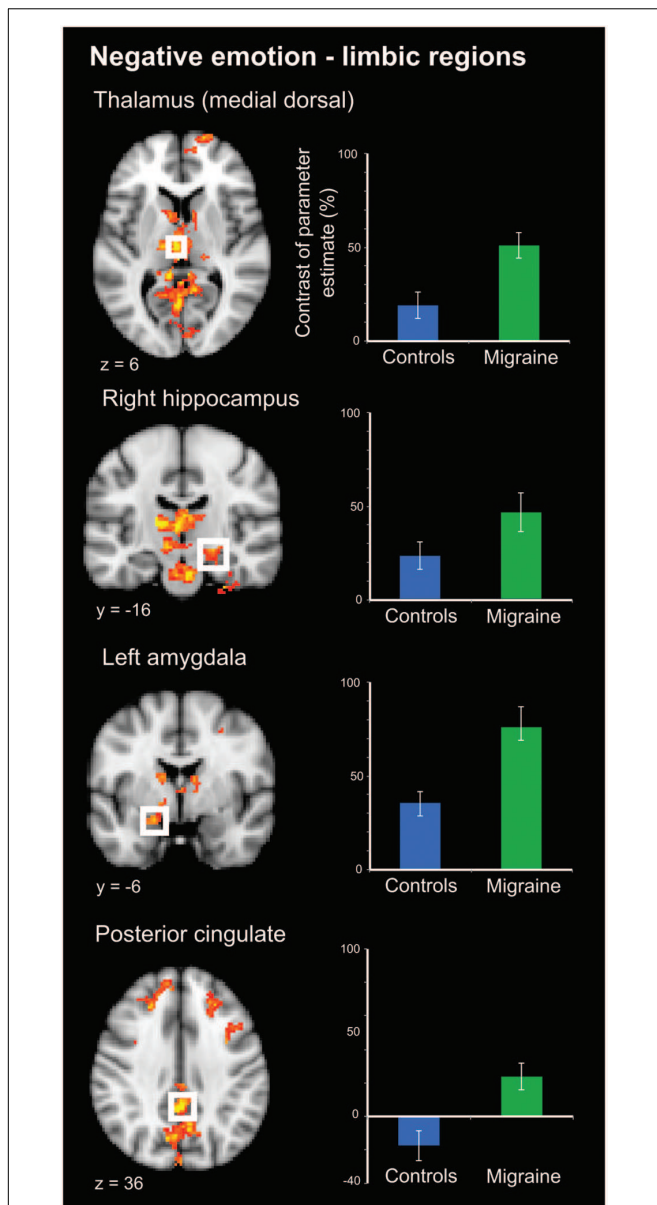 Negative emotion - limbic regions
Thalamus (medial dorsal)
Contrast of parameter
estimate (%)
100
50
0
Controls Migraine
z = 6
Right hippocampus
100
50
0
Controls Migraine
y = -16
Left amygdala
100
50
0
Controls Migraine
y = -6
Posterior cingulate
100
50
0
-40
Controls Migraine
z = 36